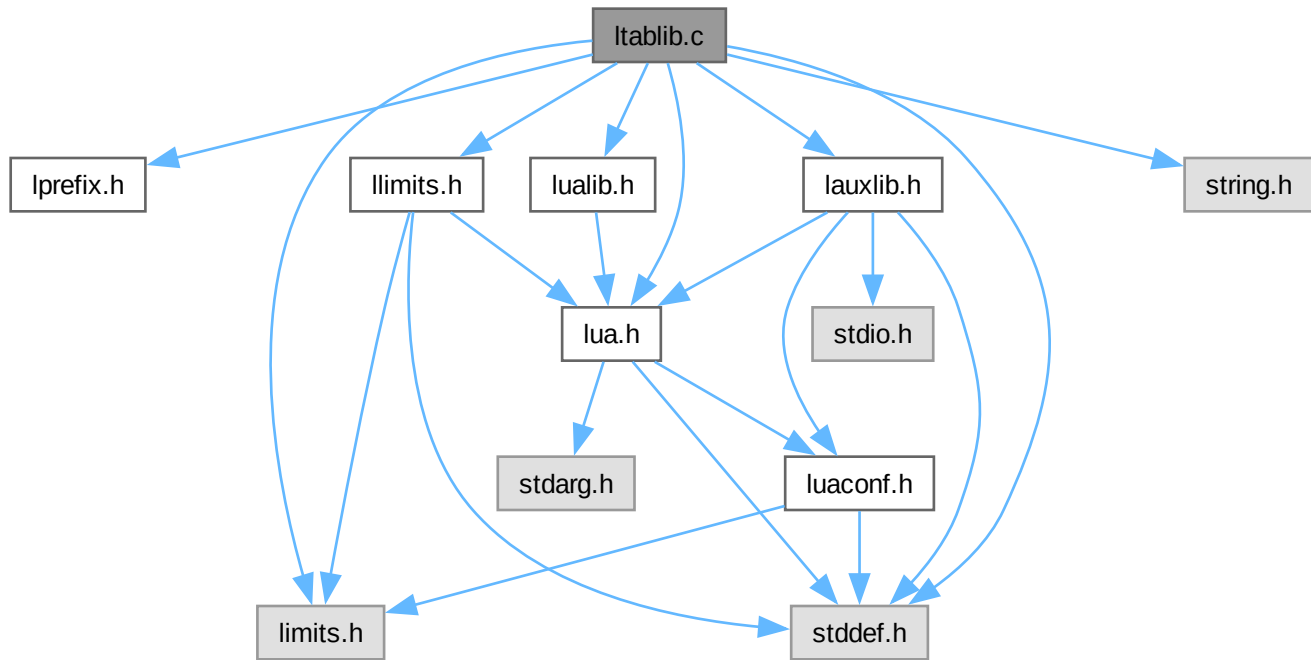 ltablib.c
lprefix.h
llimits.h
lualib.h
lauxlib.h
string.h
lua.h
stdio.h
stdarg.h
luaconf.h
limits.h
stddef.h